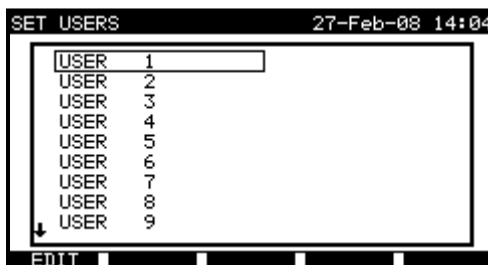 SET USERS 27-Feb-08 14:04
USER 1
USER 2
USER 3
USER 4
USER 5
USER 6
USER 7
USER 8
USER 9
EDIT